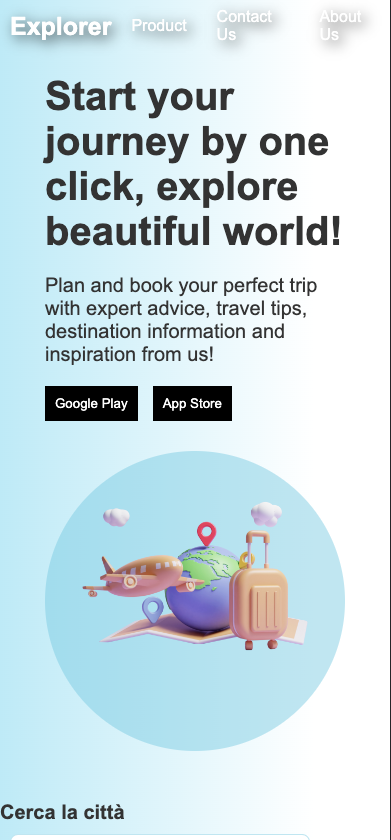 Explorer
Product
Contact
Us
About
Us
Start your
journey by one
click, explore
beautiful world!
Plan and book your perfect trip
with expert advice, travel tips,
destination information and
inspiration from us!
Google Play
App Store
Cerca la città